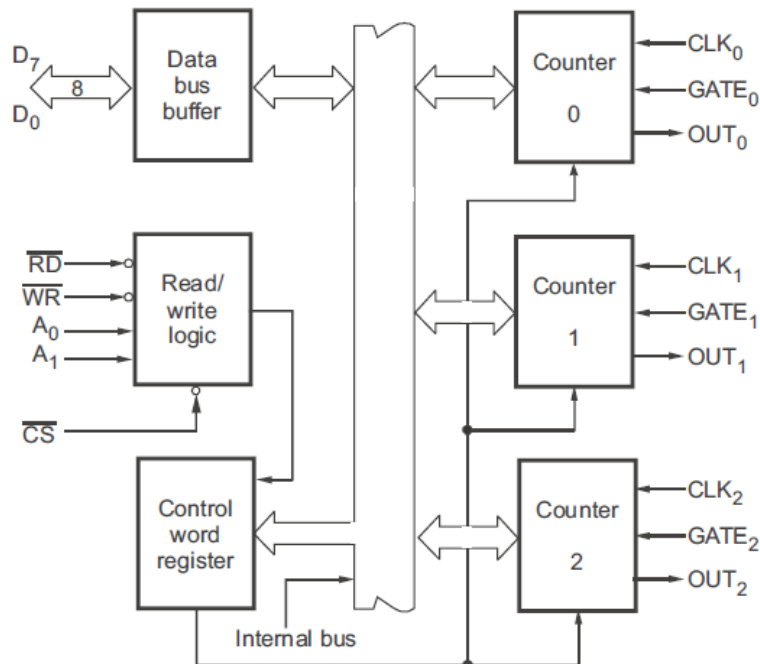 D7
8
D0
Data
bus
buffer
Counter
0
CLK0
GATE0
OUT0
RD
WR
A0
A1
CS
Read/
write
logic
Counter
1
CLK1
GATE1
OUT1
Control
word
register
Internal bus
Counter
2
CLK2
GATE2
OUT2